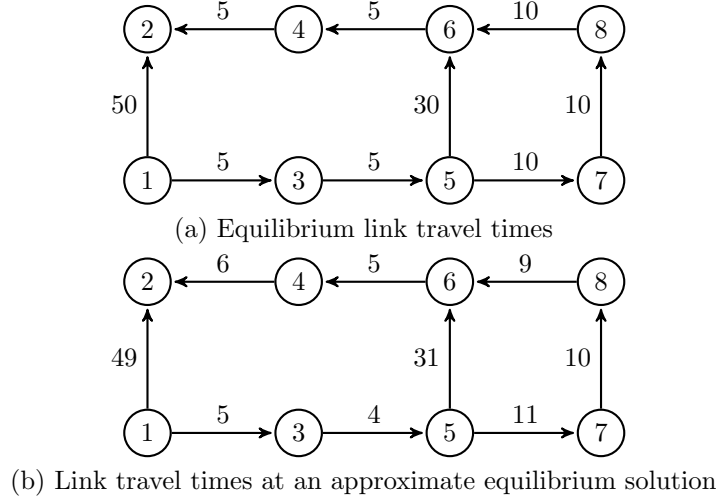 5 5 10
2 4 6 8
50 30 10
5 5 10
1 3 5 7
(a) Equilibrium link travel times
6 5 9
2 4 6 8
49 31 10
5 4 11
1 3 5 7
(b) Link travel times at an approximate equilibrium solution